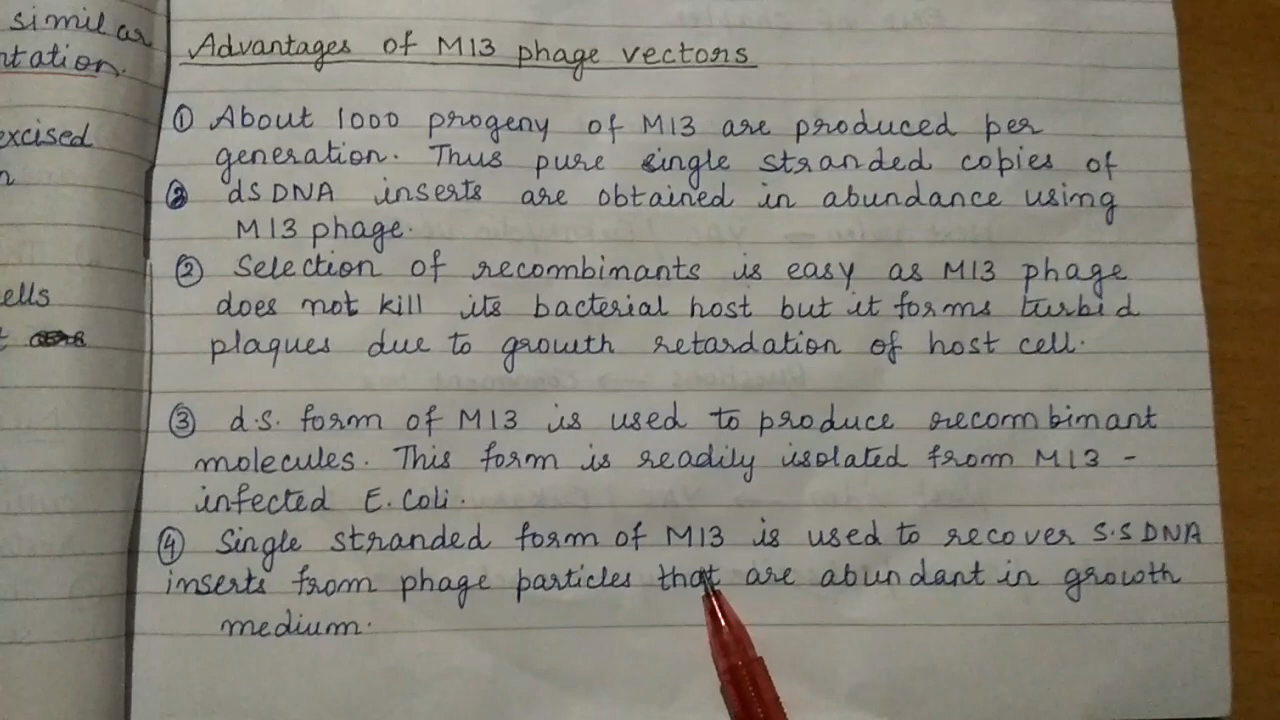 similar
ntation.
excised
n
ells
t
Advantages of M13 phage vectors
① About 1000 progeny of M13 are produced per
generation. Thus pure single stranded copies of
② dSDNA inserts are obtained in abundance using
M13 phage.
② Selection of recombinants is easy as M13 phage
does not kill its bacterial host but it forms turbid
plaques due to growth retardation of host cell.
③ d.s. form of M13 is used to produce recombinant
molecules. This form is readily isolated from M13 -
infected E. Coli.
④ Single stranded form of M13 is used to recover S.S DNA
inserts from phage particles that are abundant in growth
medium.